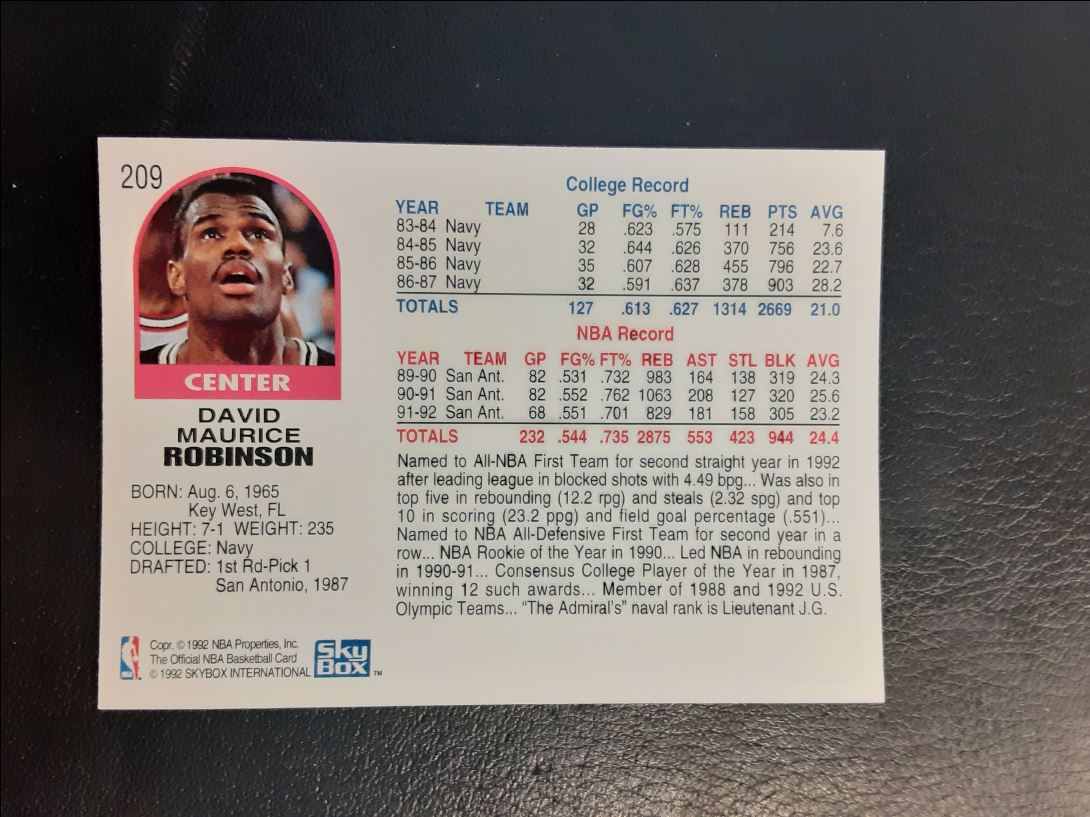 209
CENTER
DAVID
MAURICE
ROBINSON
BORN: Aug. 6, 1965
Key West, FL
HEIGHT: 7-1 WEIGHT: 235
COLLEGE: Navy
DRAFTED: 1st Rd-Pick 1
San Antonio, 1987
NBA
Copr. © 1992 NBA Properties, Inc.
The Official NBA Basketball Card
© 1992 SKYBOX INTERNATIONAL
Sky
Box ™
College Record
YEAR TEAM GP FG% FT% REB PTS AVG
83-84 Navy 28 .623 .575 111 214 7.6
84-85 Navy 32 .644 .626 370 756 23.6
85-86 Navy 35 .607 .628 455 796 22.7
86-87 Navy 32 .591 .637 378 903 28.2
TOTALS 127 .613 .627 1314 2669 21.0
NBA Record
YEAR TEAM GP FG% FT% REB AST STL BLK AVG
89-90 San Ant. 82 .531 .732 983 164 138 319 24.3
90-91 San Ant. 82 .552 .762 1063 208 127 320 25.6
91-92 San Ant. 68 .551 .701 829 181 158 305 23.2
TOTALS 232 .544 .735 2875 553 423 944 24.4
Named to All-NBA First Team for second straight year in 1992
after leading league in blocked shots with 4.49 bpg... Was also in
top five in rebounding (12.2 rpg) and steals (2.32 spg) and top
10 in scoring (23.2 ppg) and field goal percentage (.551)...
Named to NBA All-Defensive First Team for second year in a
row... NBA Rookie of the Year in 1990... Led NBA in rebounding
in 1990-91... Consensus College Player of the Year in 1987,
winning 12 such awards... Member of 1988 and 1992 U.S.
Olympic Teams... "The Admiral's" naval rank is Lieutenant J.G.